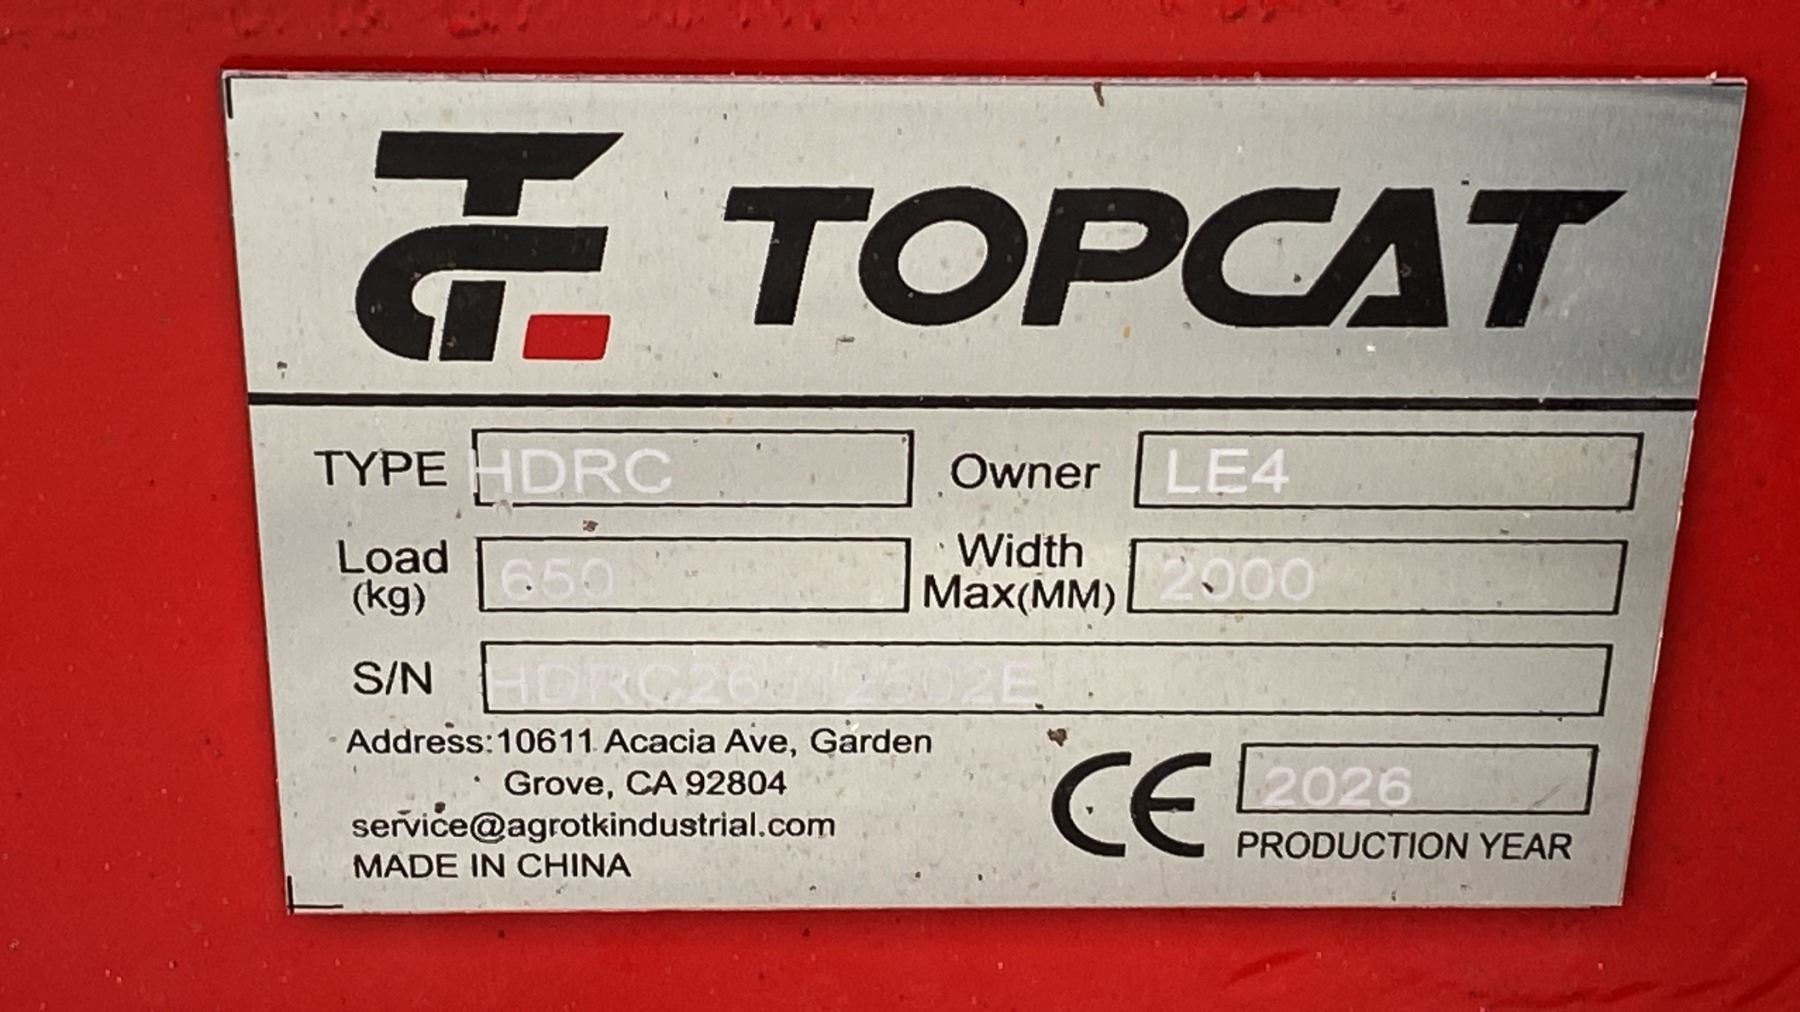 TOPCAT
TYPE HDRC Owner LE4
Load (kg) 650 Width Max(MM) 2000
S/N
Address:10611 Acacia Ave, Garden
Grove, CA 92804
service@agrotkindustrial.com
MADE IN CHINA
CE 2026
PRODUCTION YEAR